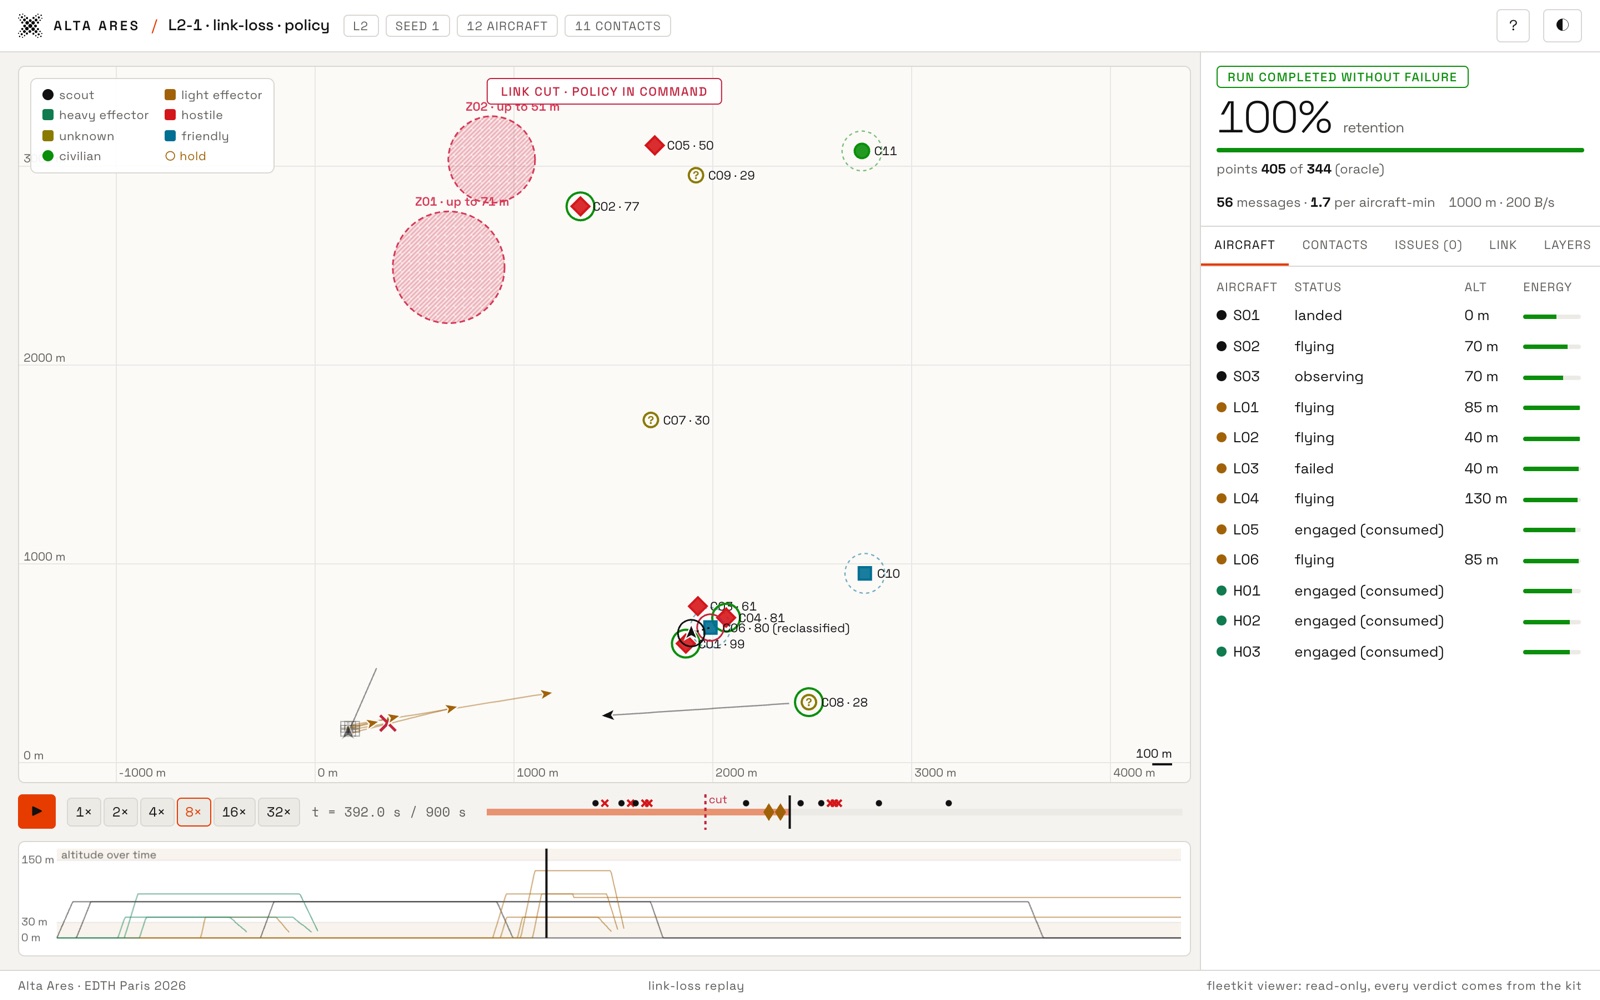 ALTA ARES / L2-1 · link-loss · policy L2 SEED 1 12 AIRCRAFT 11 CONTACTS ?
scout light effector
heavy effector hostile
unknown friendly
civilian hold
LINK CUT · POLICY IN COMMAND
Z02 · up to 51 m
C05 · 50
C11
C09 · 29
Z01 · up to 71 m
C02 · 77
2000 m
C07 · 30
1000 m
C10
C03 · 61
C04 · 81
C06 · 80 (reclassified)
C01 · 99
C08 · 28
0 m
100 m
-1000 m 0 m 1000 m 2000 m 3000 m 4000 m
1× 2× 4× 8× 16× 32× t = 392.0 s / 900 s cut
altitude over time
150 m
30 m
0 m
RUN COMPLETED WITHOUT FAILURE
100% retention
points 405 of 344 (oracle)
56 messages · 1.7 per aircraft-min 1000 m · 200 B/s
AIRCRAFT CONTACTS ISSUES (0) LINK LAYERS
AIRCRAFT STATUS ALT ENERGY
S01 landed 0 m
S02 flying 70 m
S03 observing 70 m
L01 flying 85 m
L02 flying 40 m
L03 failed 40 m
L04 flying 130 m
L05 engaged (consumed)
L06 flying 85 m
H01 engaged (consumed)
H02 engaged (consumed)
H03 engaged (consumed)
Alta Ares · EDTH Paris 2026 link-loss replay fleetkit viewer: read-only, every verdict comes from the kit